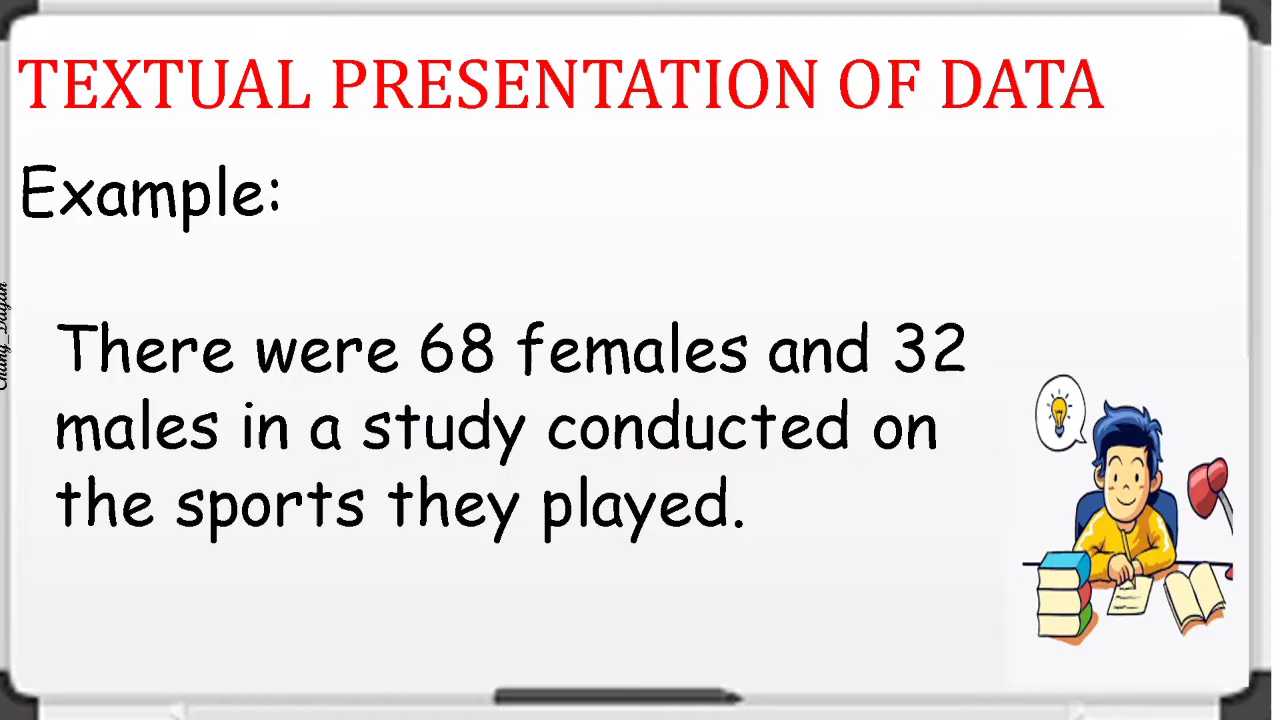 TEXTUAL PRESENTATION OF DATA
Example:
There were 68 females and 32
males in a study conducted on
the sports they played.